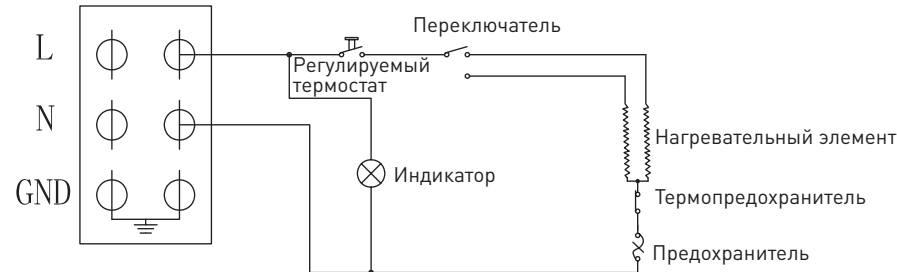 L
Переключатель
Регулируемый
термостат
N
Нагревательный элемент
GND
Индикатор
Термопредохранитель
Предохранитель